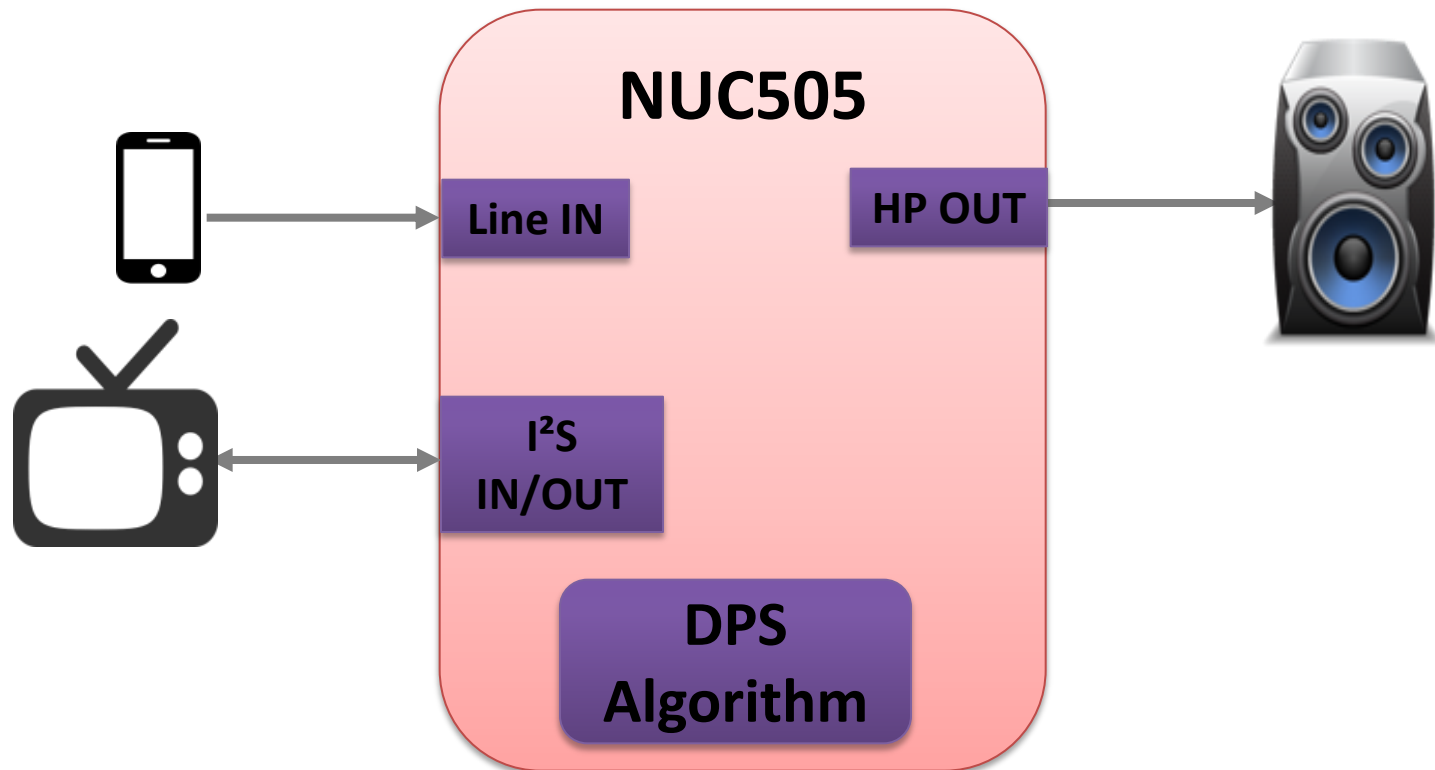 NUC505
Line IN
HP OUT
I²S
IN/OUT
DPS
Algorithm